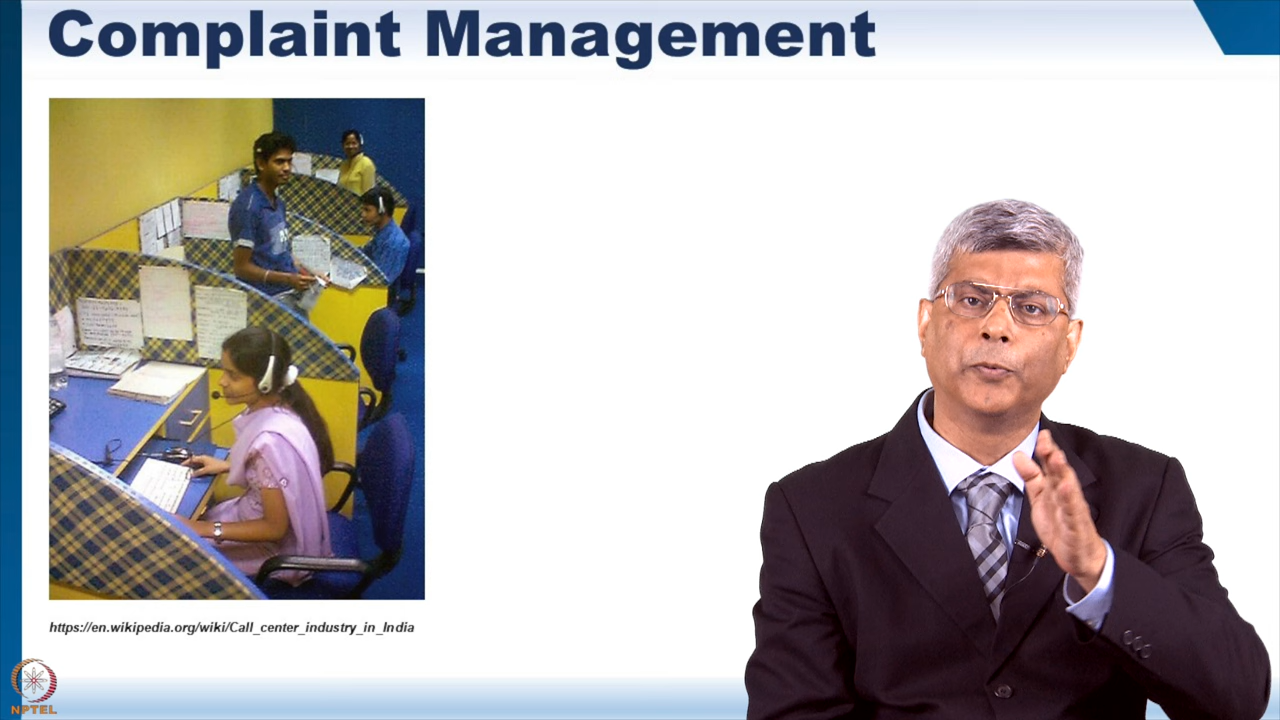 Complaint Management
https://en.wikipedia.org/wiki/Call_center_industry_in_India
NPTEL